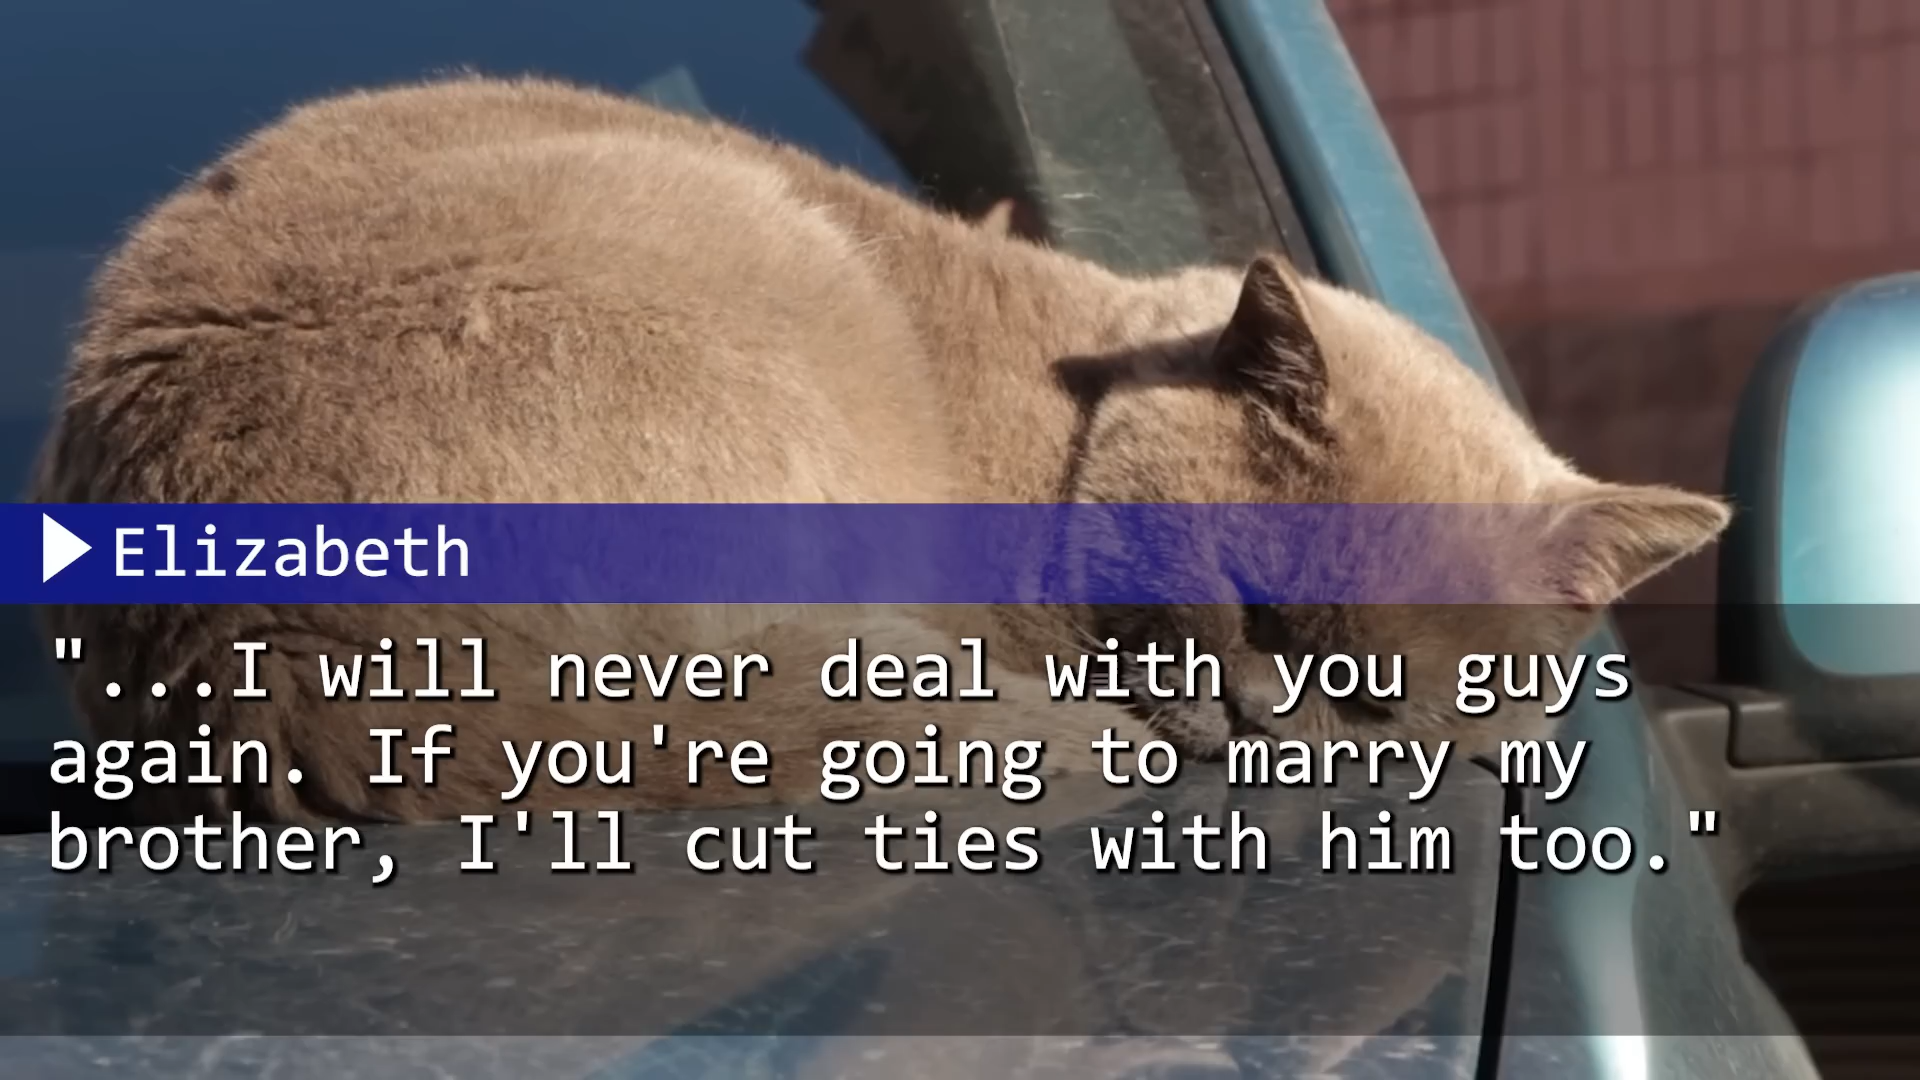 Elizabeth
"...I will never deal with you guys
again. If you're going to marry my
brother, I'll cut ties with him too."